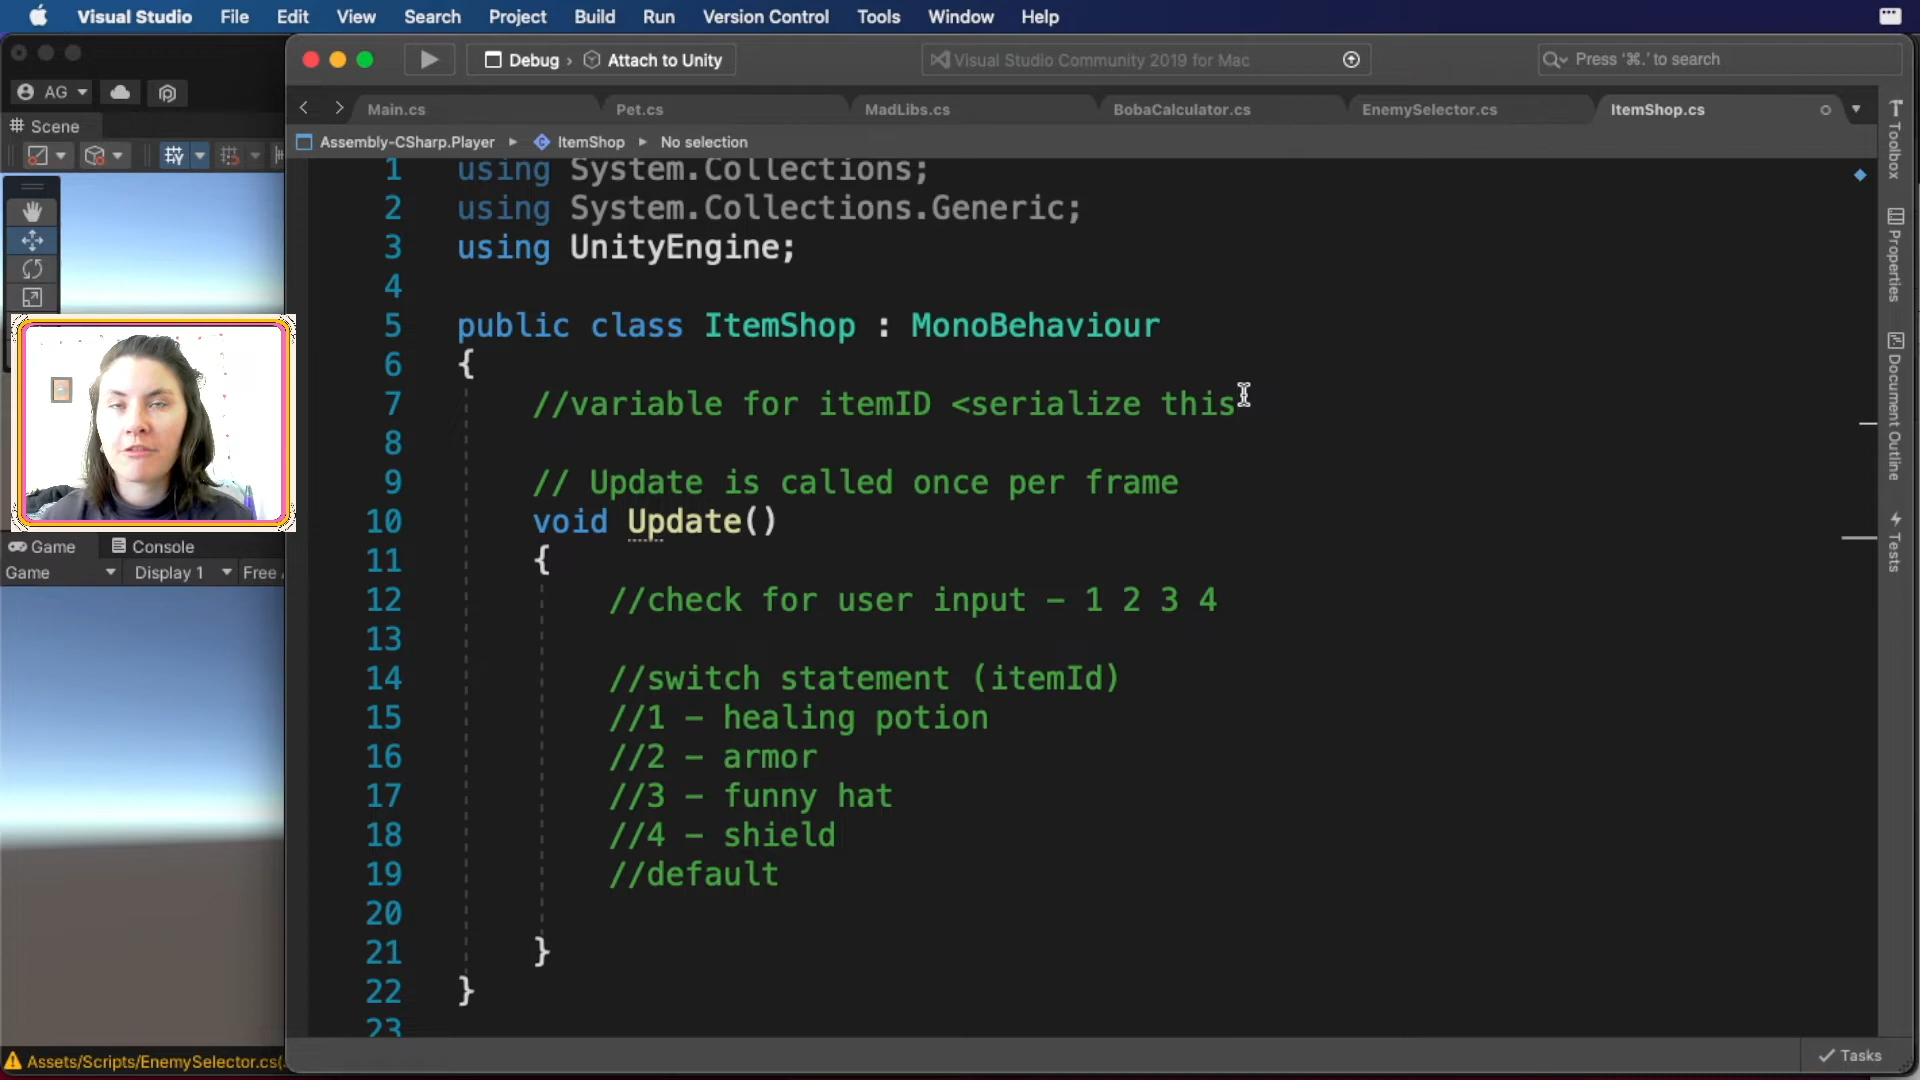 Visual Studio File Edit View Search Project Build Run Version Control Tools Window Help
Debug › Attach to Unity
Visual Studio Community 2019 for Mac
Press '⌘.' to search
AG
Main.cs Pet.cs MadLibs.cs BobaCalculator.cs EnemySelector.cs ItemShop.cs
# Scene
Assembly-CSharp.Player ItemShop No selection
1 using System.Collections;
2 using System.Collections.Generic;
3 using UnityEngine;
4
5 public class ItemShop : MonoBehaviour
6 {
7 //variable for itemID <serialize this
8
9 // Update is called once per frame
10 void Update()
11 {
12 //check for user input - 1 2 3 4
13
14 //switch statement (itemId)
15 //1 - healing potion
16 //2 - armor
17 //3 - funny hat
18 //4 - shield
19 //default
20
21 }
22 }
23
Toolbox
Properties
Document Outline
Tests
Game Console
Game Display 1 Free
Assets/Scripts/EnemySelector.cs(
Tasks